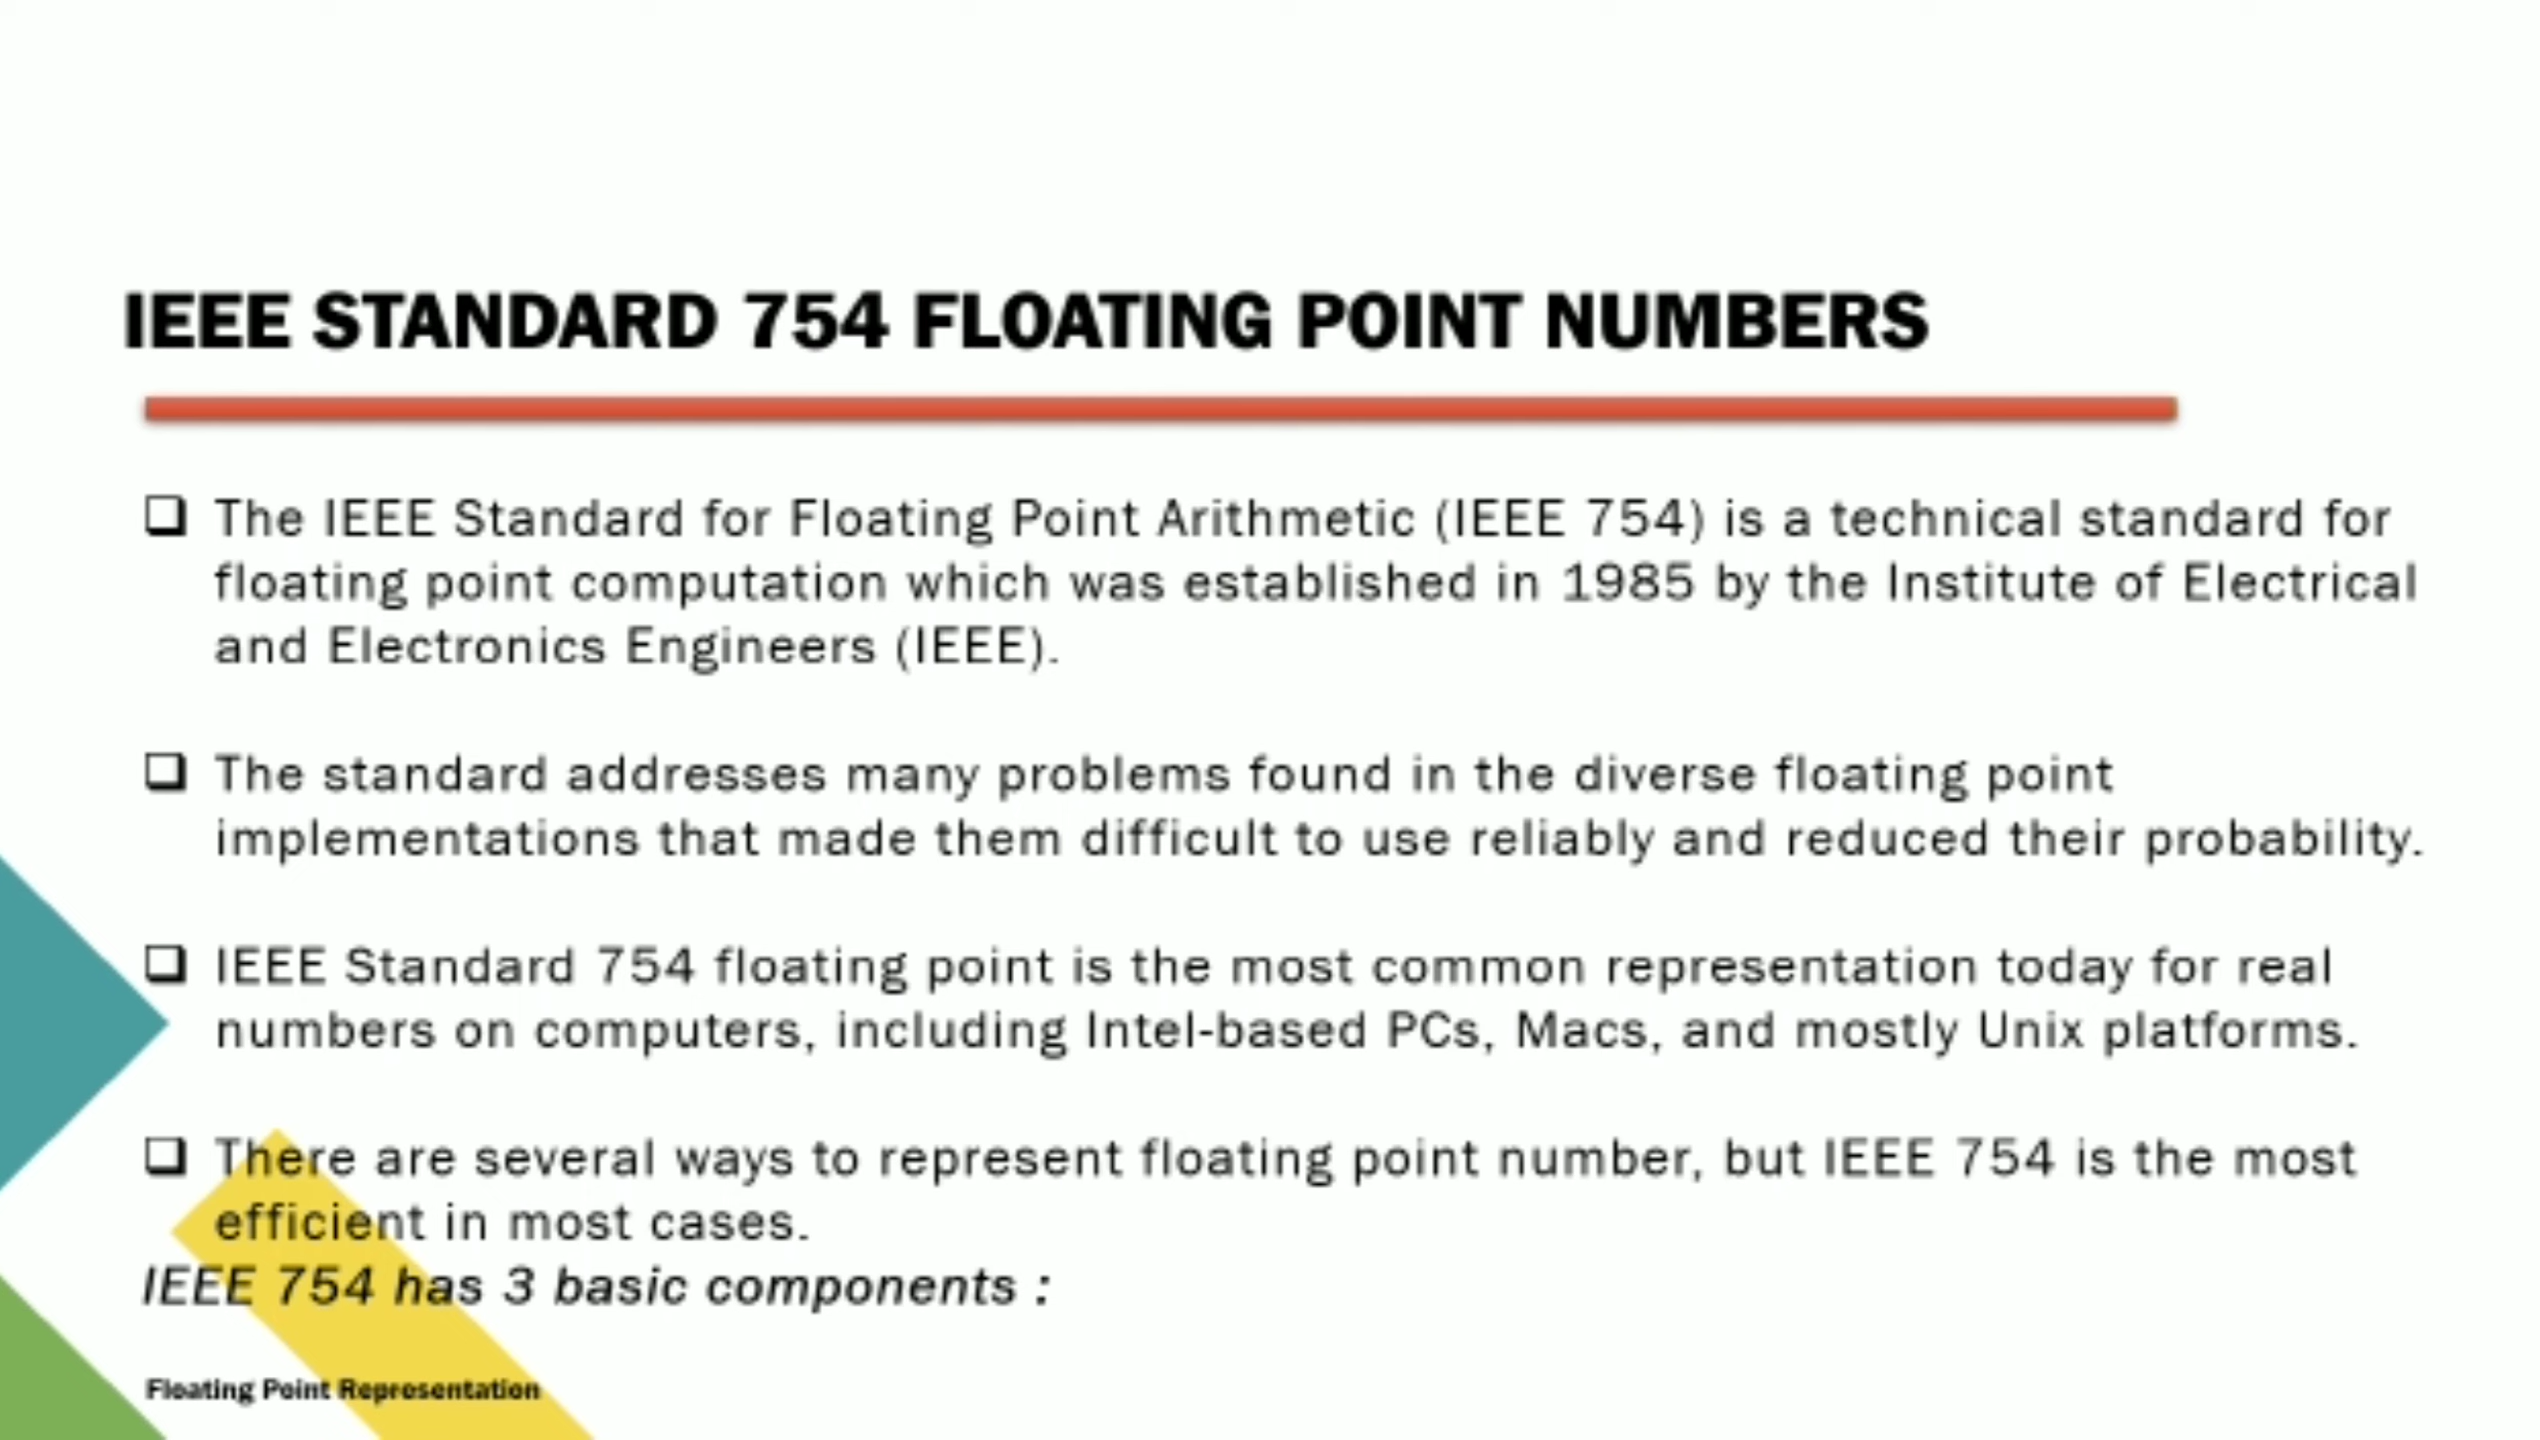 IEEE STANDARD 754 FLOATING POINT NUMBERS
The IEEE Standard for Floating Point Arithmetic (IEEE 754) is a technical standard for
floating point computation which was established in 1985 by the Institute of Electrical
and Electronics Engineers (IEEE).
The standard addresses many problems found in the diverse floating point
implementations that made them difficult to use reliably and reduced their probability.
IEEE Standard 754 floating point is the most common representation today for real
numbers on computers, including Intel-based PCs, Macs, and mostly Unix platforms.
There are several ways to represent floating point number, but IEEE 754 is the most
efficient in most cases.
IEEE 754 has 3 basic components :
Floating Point Representation